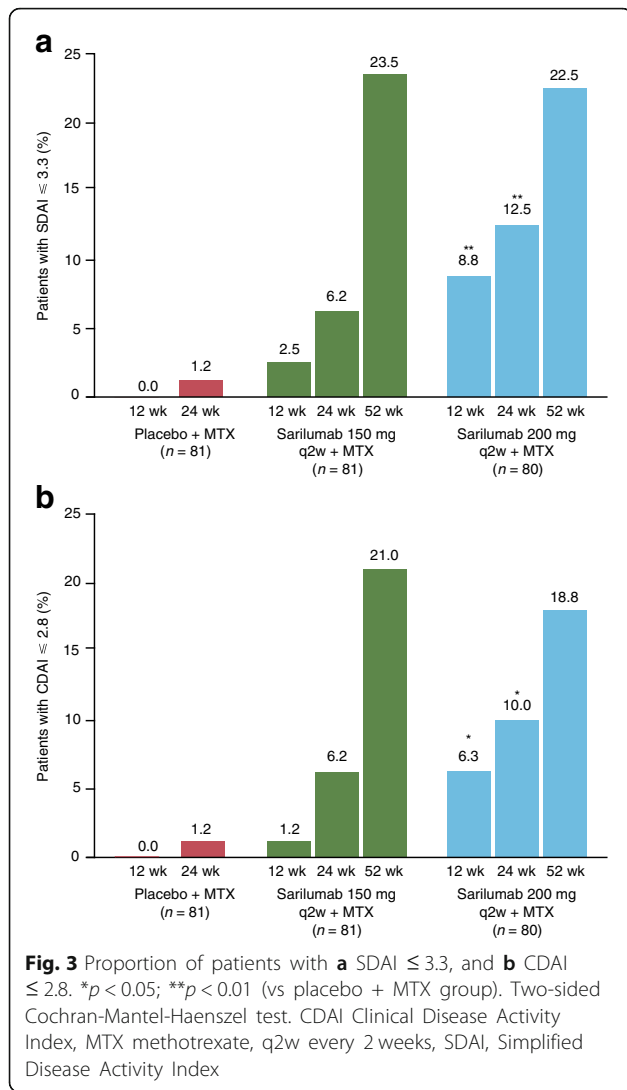 a
Patients with SDAI ≤ 3.3 (%)
25
20
15
10
5
0
0.0
1.2
2.5
6.2
23.5
**
8.8
**
12.5
22.5
12 wk 24 wk 12 wk 24 wk 52 wk 12 wk 24 wk 52 wk
Placebo + MTX Sarilumab 150 mg Sarilumab 200 mg
(n = 81) q2w + MTX q2w + MTX
(n = 81) (n = 80)
b
Patients with CDAI ≤ 2.8 (%)
25
20
15
10
5
0
0.0
1.2
1.2
6.2
21.0
*
6.3
*
10.0
18.8
12 wk 24 wk 12 wk 24 wk 52 wk 12 wk 24 wk 52 wk
Placebo + MTX Sarilumab 150 mg Sarilumab 200 mg
(n = 81) q2w + MTX q2w + MTX
(n = 81) (n = 80)
Fig. 3 Proportion of patients with a SDAI ≤ 3.3, and b CDAI
≤ 2.8. *p < 0.05; **p < 0.01 (vs placebo + MTX group). Two-sided
Cochran-Mantel-Haenszel test. CDAI Clinical Disease Activity
Index, MTX methotrexate, q2w every 2 weeks, SDAI, Simplified
Disease Activity Index